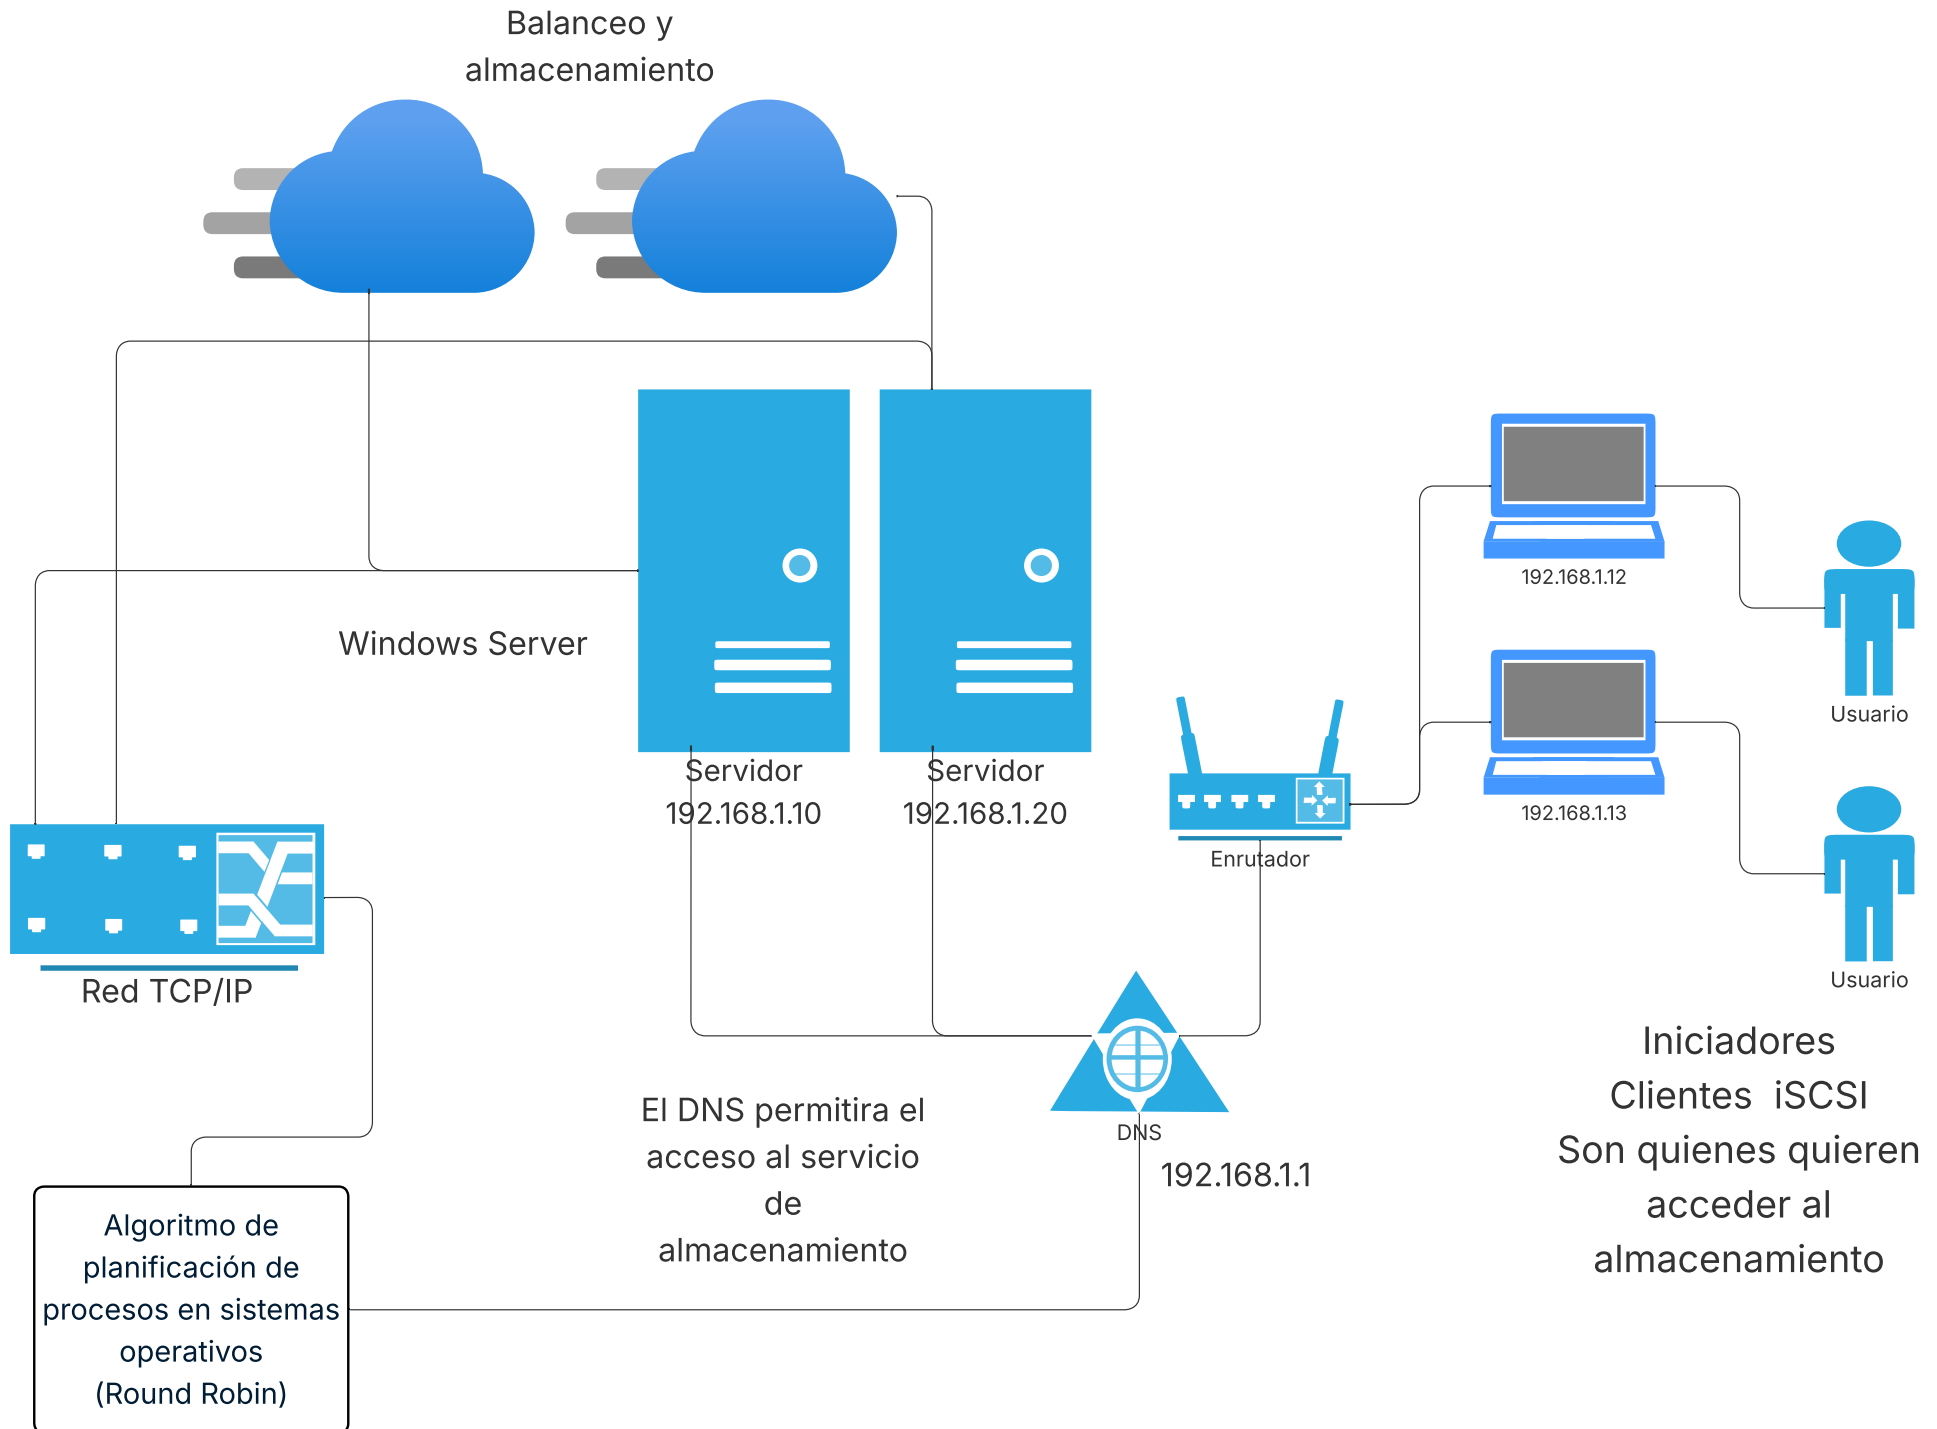 Balanceo y
almacenamiento
192.168.1.12
Windows Server
Usuario
Servidor
192.168.1.10
Servidor
192.168.1.20
192.168.1.13
Enrutador
Usuario
Red TCP/IP
Iniciadores
Clientes  iSCSI
Son quienes quieren
acceder al
almacenamiento
El DNS permitira el
acceso al servicio
de
almacenamiento
DNS
192.168.1.1
Algoritmo de
planificación de
procesos en sistemas
operativos
(Round Robin)